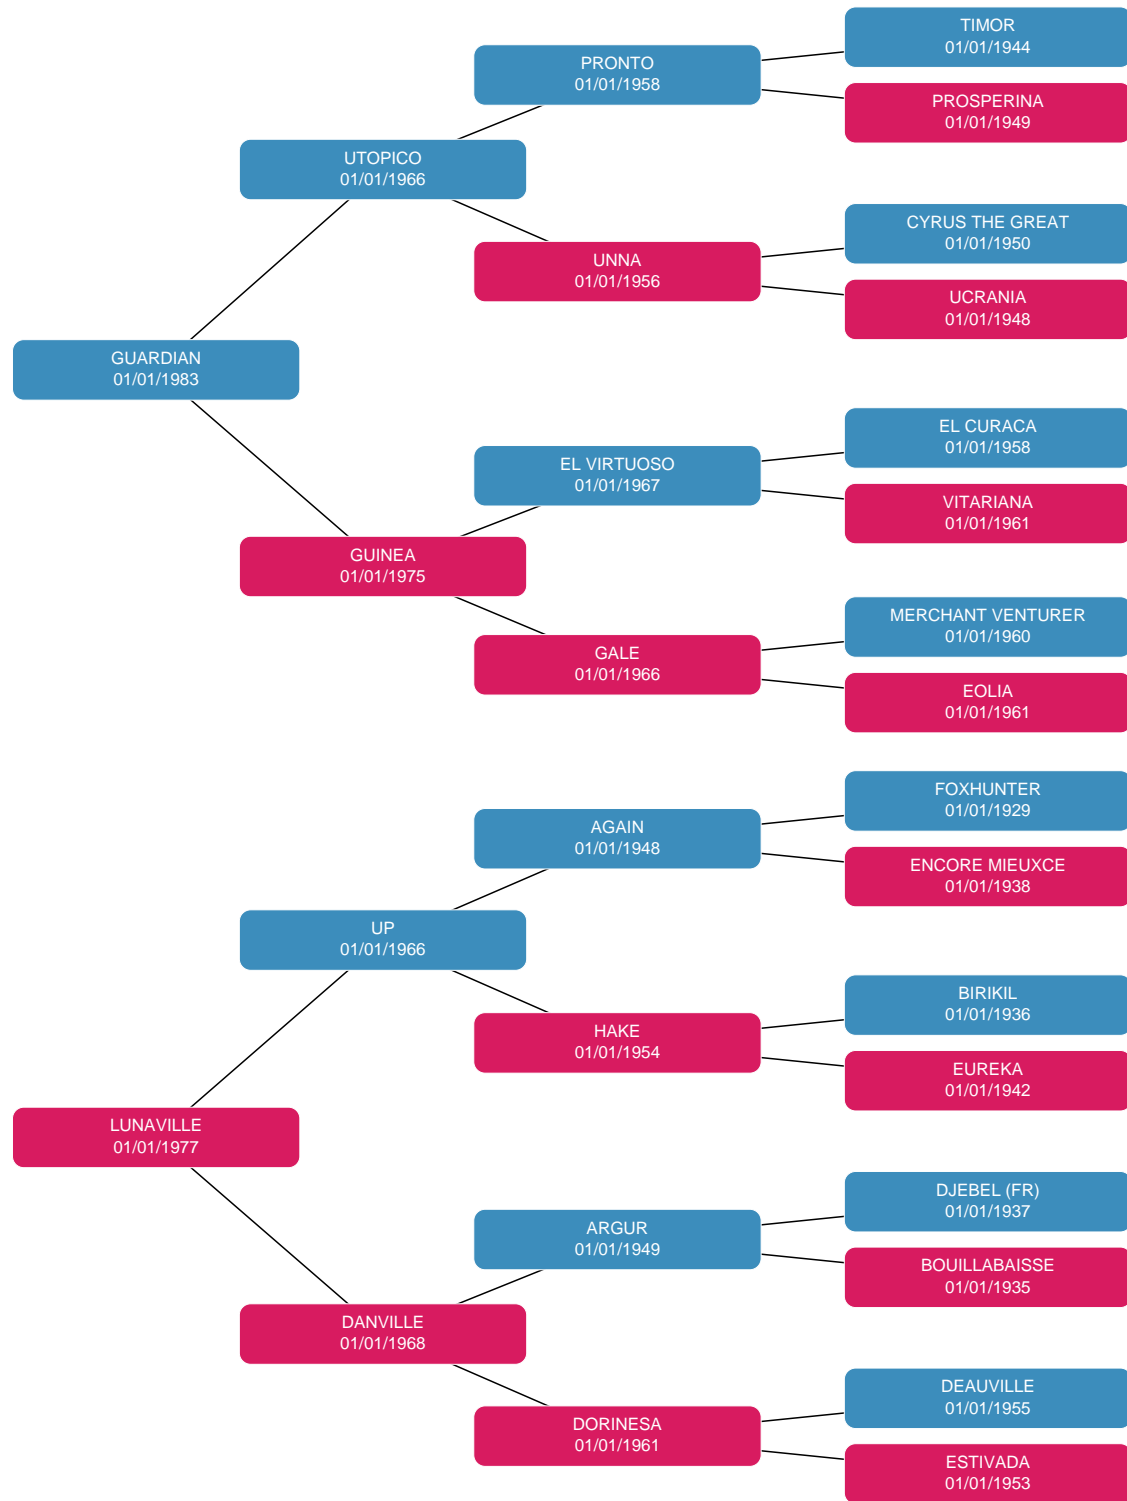 TIMOR
01/01/1944
PRONTO
01/01/1958
PROSPERINA
01/01/1949
UTOPICO
01/01/1966
CYRUS THE GREAT
01/01/1950
UNNA
01/01/1956
UCRANIA
01/01/1948
GUARDIAN
01/01/1983
EL CURACA
01/01/1958
EL VIRTUOSO
01/01/1967
VITARIANA
01/01/1961
GUINEA
01/01/1975
MERCHANT VENTURER
01/01/1960
GALE
01/01/1966
EOLIA
01/01/1961
FOXHUNTER
01/01/1929
AGAIN
01/01/1948
ENCORE MIEUXCE
01/01/1938
UP
01/01/1966
BIRIKIL
01/01/1936
HAKE
01/01/1954
EUREKA
01/01/1942
LUNAVILLE
01/01/1977
DJEBEL (FR)
01/01/1937
ARGUR
01/01/1949
BOUILLABAISSE
01/01/1935
DANVILLE
01/01/1968
DEAUVILLE
01/01/1955
DORINESA
01/01/1961
ESTIVADA
01/01/1953